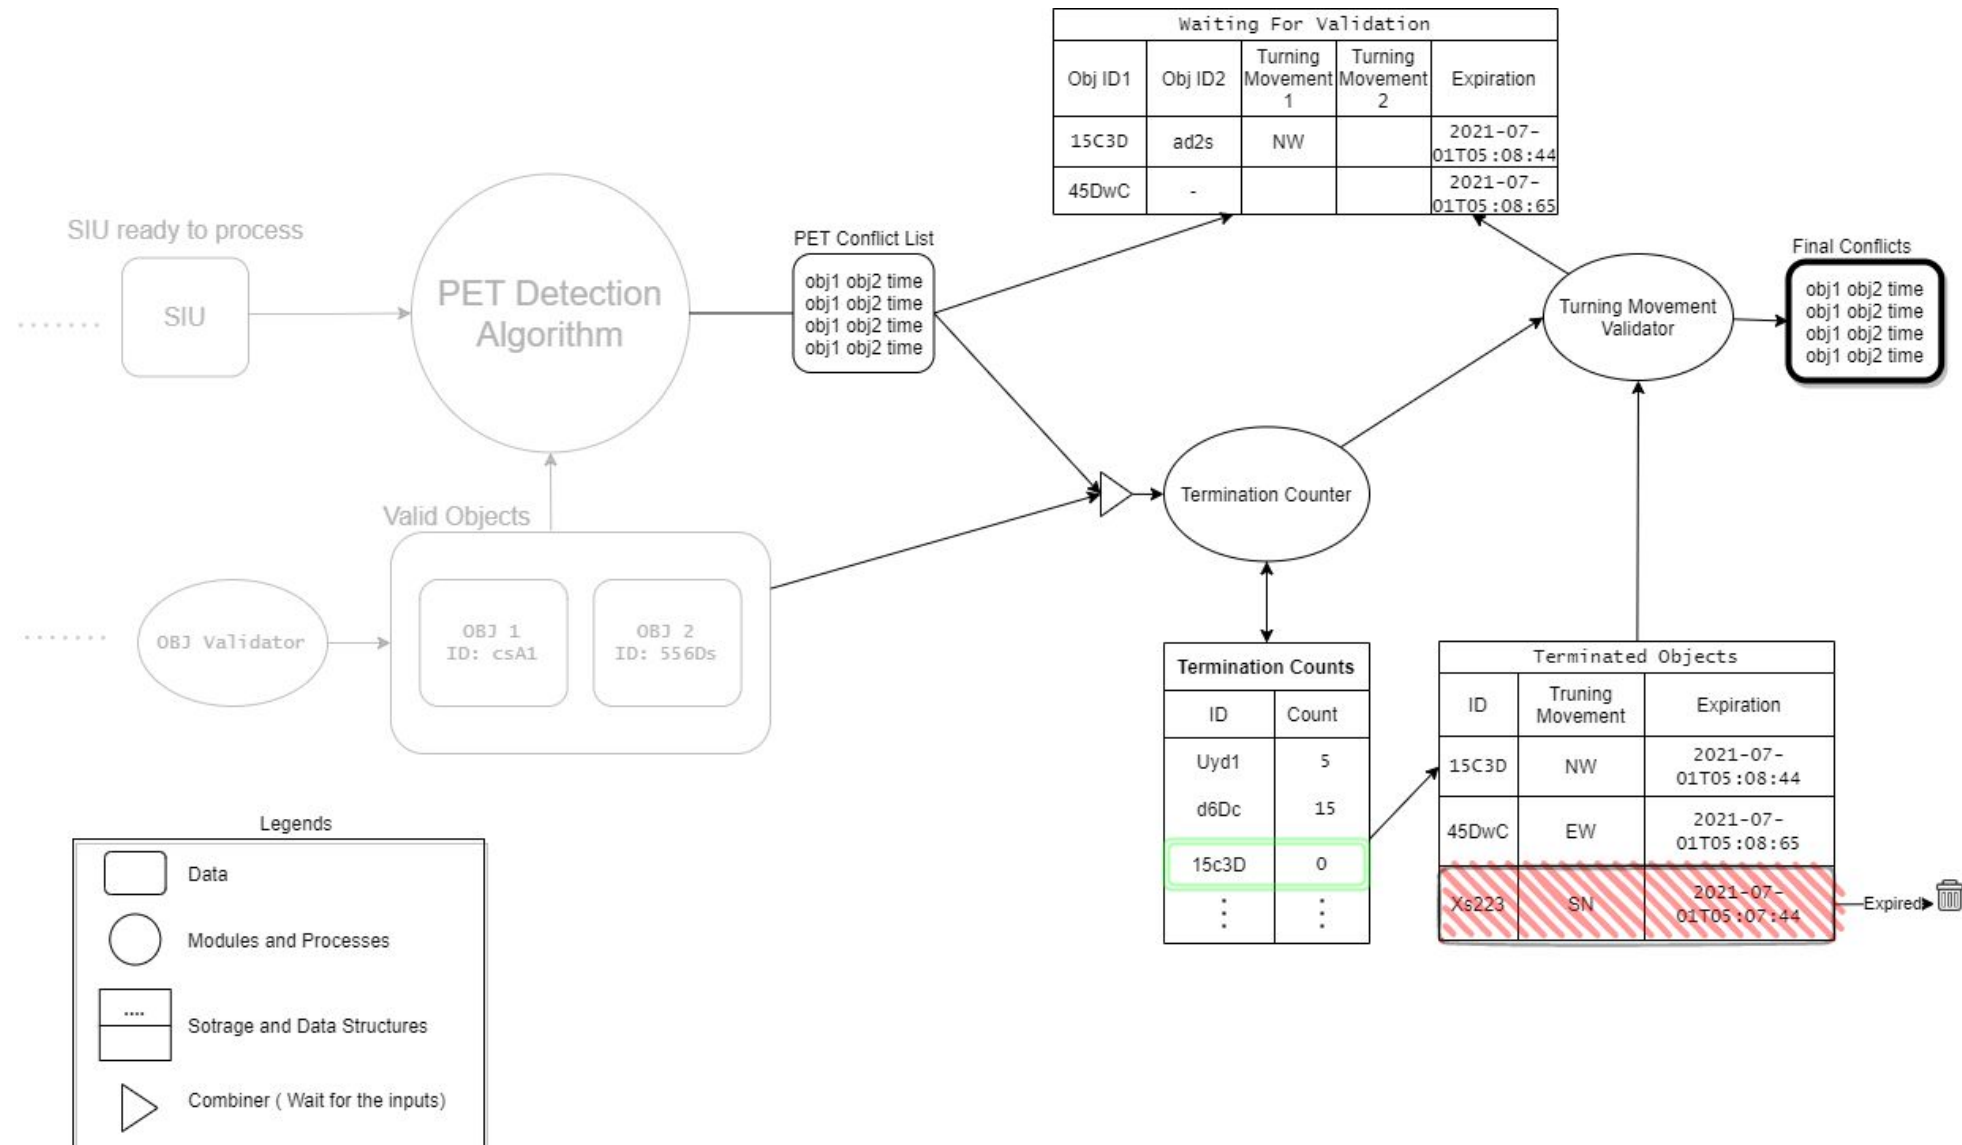 Waiting For Validation
Obj ID1
Obj ID2
Turning
Movement
1
Turning
Movement
2
Expiration
15C3D
ad2s
NW
2021-07-
01T05:08:44
45DwC
-
2021-07-
01T05:08:65
SIU ready to process
SIU
PET Detection
Algorithm
PET Conflict List
obj1 obj2 time
obj1 obj2 time
obj1 obj2 time
obj1 obj2 time
Turning Movement
Validator
Final Conflicts
obj1 obj2 time
obj1 obj2 time
obj1 obj2 time
obj1 obj2 time
Termination Counter
Valid Objects
OBJ Validator
OBJ 1
ID: csA1
OBJ 2
ID: 556Ds
Termination Counts
ID
Count
Uyd1
5
d6Dc
15
15c3D
0
Terminated Objects
ID
Truning
Movement
Expiration
15C3D
NW
2021-07-
01T05:08:44
45DwC
EW
2021-07-
01T05:08:65
Xs223
SN
2021-07-
01T05:07:44
Expired
Legends
Data
Modules and Processes
....
Sotrage and Data Structures
Combiner ( Wait for the inputs)